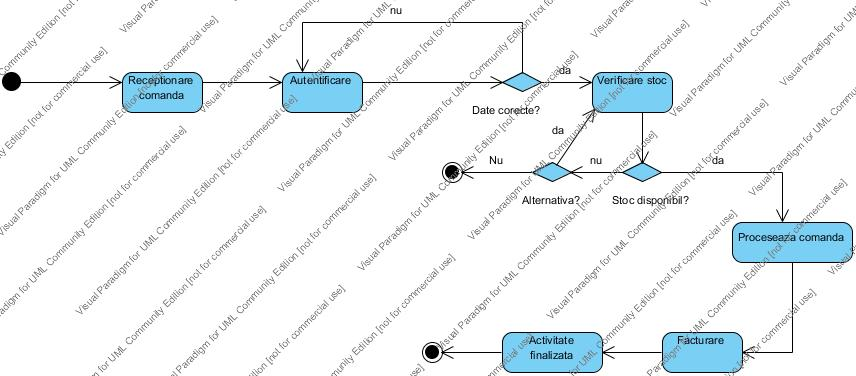 nu
Receptionare
comanda
Autentificare
da
Verificare stoc
Date corecte?
da
Nu
nu
da
Alternativa?
Stoc disponibil?
Proceseaza comanda
Activitate
finalizata
Facturare
Visual Paradigm for UML Community Edition [not for commercial use]